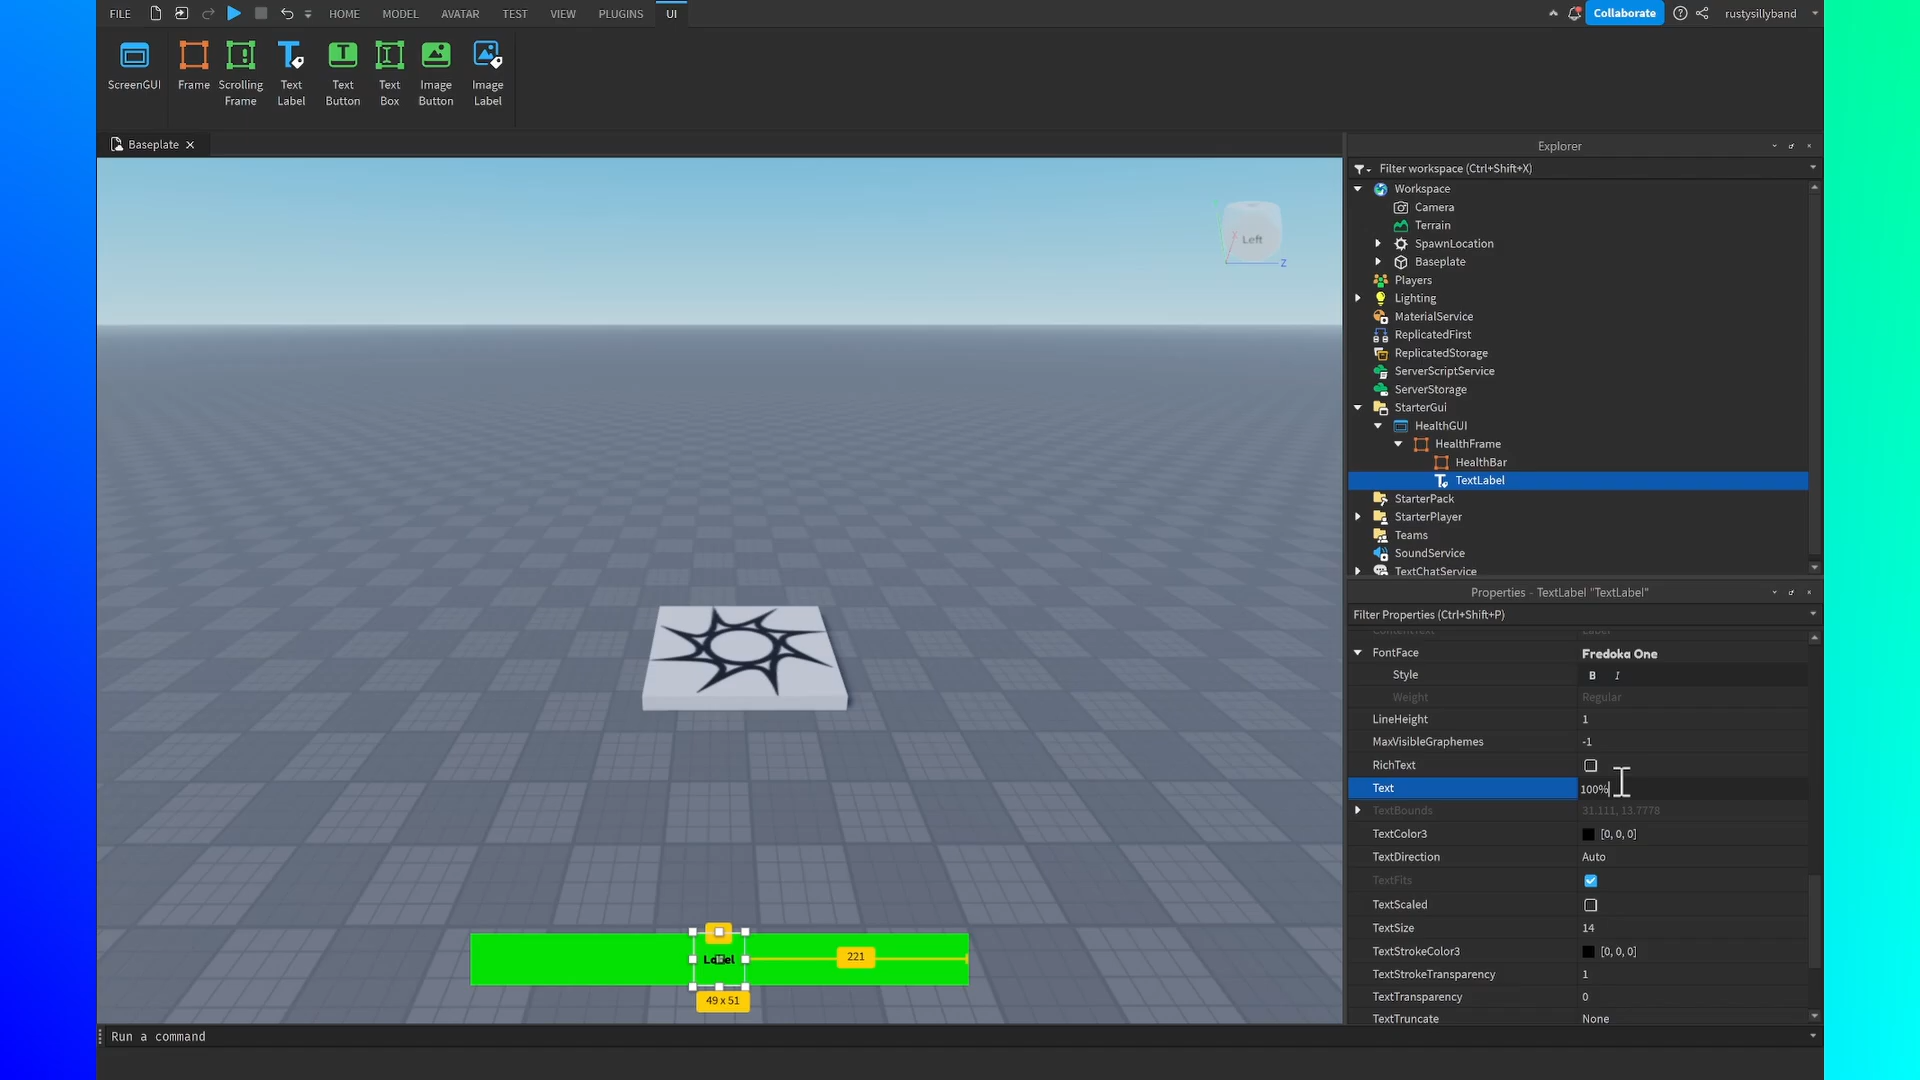 FILE HOME MODEL AVATAR TEST VIEW PLUGINS UI Collaborate rustysillyband
ScreenGUI Frame Scrolling Frame Text Label Text Button Text Box Image Button Image Label
Baseplate
Left
Z
Explorer
Filter workspace (Ctrl+Shift+X)
Workspace
Camera
Terrain
SpawnLocation
Baseplate
Players
Lighting
MaterialService
ReplicatedFirst
ReplicatedStorage
ServerScriptService
ServerStorage
StarterGui
HealthGUI
HealthFrame
HealthBar
TextLabel
StarterPack
StarterPlayer
Teams
SoundService
TextChatService
Properties - TextLabel "TextLabel"
Filter Properties (Ctrl+Shift+P)
ContentText Label
FontFace Fredoka One
Style B I
Weight Regular
LineHeight 1
MaxVisibleGraphemes -1
RichText
Text 100%
TextBounds 31.111, 13.7778
TextColor3 [0, 0, 0]
TextDirection Auto
TextFits
TextScaled
TextSize 14
TextStrokeColor3 [0, 0, 0]
TextStrokeTransparency 1
TextTransparency 0
TextTruncate None
Label
221
49 x 51
Run a command